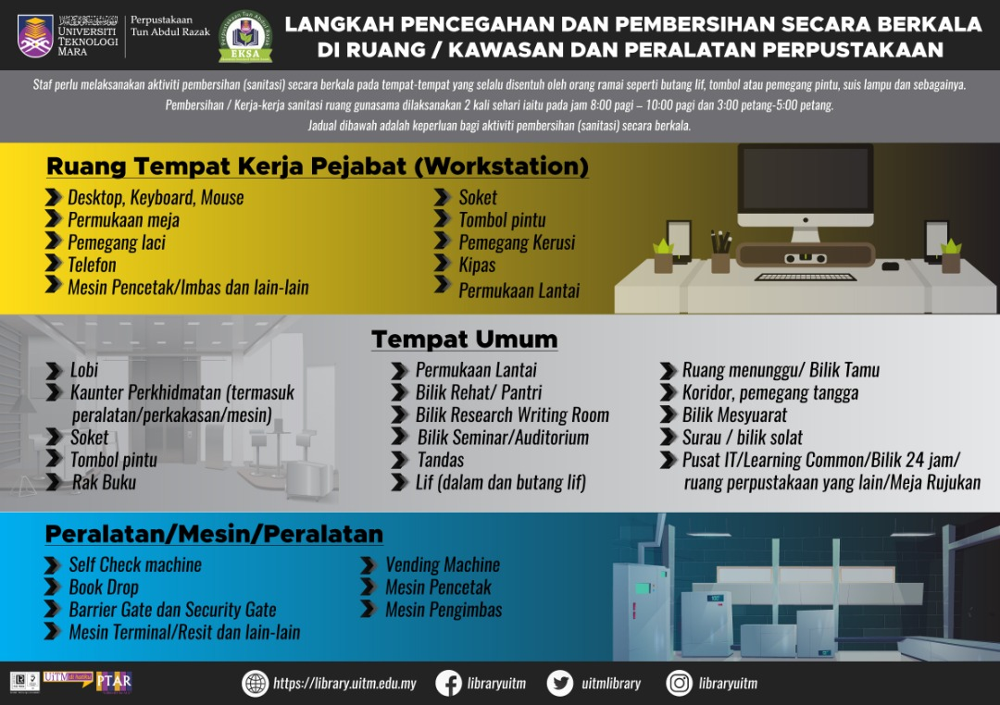 UNIVERSITI
TEKNOLOGI
MARA
Perpustakaan
Tun Abdul Razak
Perpustakaan Tun Abdul Razak
EKSA
LANGKAH PENCEGAHAN DAN PEMBERSIHAN SECARA BERKALA
DI RUANG / KAWASAN DAN PERALATAN PERPUSTAKAAN
Staf perlu melaksanakan aktiviti pembersihan (sanitasi) secara berkala pada tempat-tempat yang selalu disentuh oleh orang ramai seperti butang lif, tombol atau pemegang pintu, suis lampu dan sebagainya.
Pembersihan / Kerja-kerja sanitasi ruang gunasama dilaksanakan 2 kali sehari iaitu pada jam 8:00 pagi – 10:00 pagi dan 3:00 petang-5:00 petang.
Jadual dibawah adalah keperluan bagi aktiviti pembersihan (sanitasi) secara berkala.
Ruang Tempat Kerja Pejabat (Workstation)
Desktop, Keyboard, Mouse
Permukaan meja
Pemegang laci
Telefon
Mesin Pencetak/Imbas dan lain-lain
Soket
Tombol pintu
Pemegang Kerusi
Kipas
Permukaan Lantai
Tempat Umum
Lobi
Kaunter Perkhidmatan (termasuk
peralatan/perkakasan/mesin)
Soket
Tombol pintu
Rak Buku
Permukaan Lantai
Bilik Rehat/ Pantri
Bilik Research Writing Room
Bilik Seminar/Auditorium
Tandas
Lif (dalam dan butang lif)
Ruang menunggu/ Bilik Tamu
Koridor, pemegang tangga
Bilik Mesyuarat
Surau / bilik solat
Pusat IT/Learning Common/Bilik 24 jam/
ruang perpustakaan yang lain/Meja Rujukan
Peralatan/Mesin/Peralatan
Self Check machine
Book Drop
Barrier Gate dan Security Gate
Mesin Terminal/Resit dan lain-lain
Vending Machine
Mesin Pencetak
Mesin Pengimbas
UiTM di hatiku
PTAR
https://library.uitm.edu.my
libraryuitm
uitmlibrary
libraryuitm